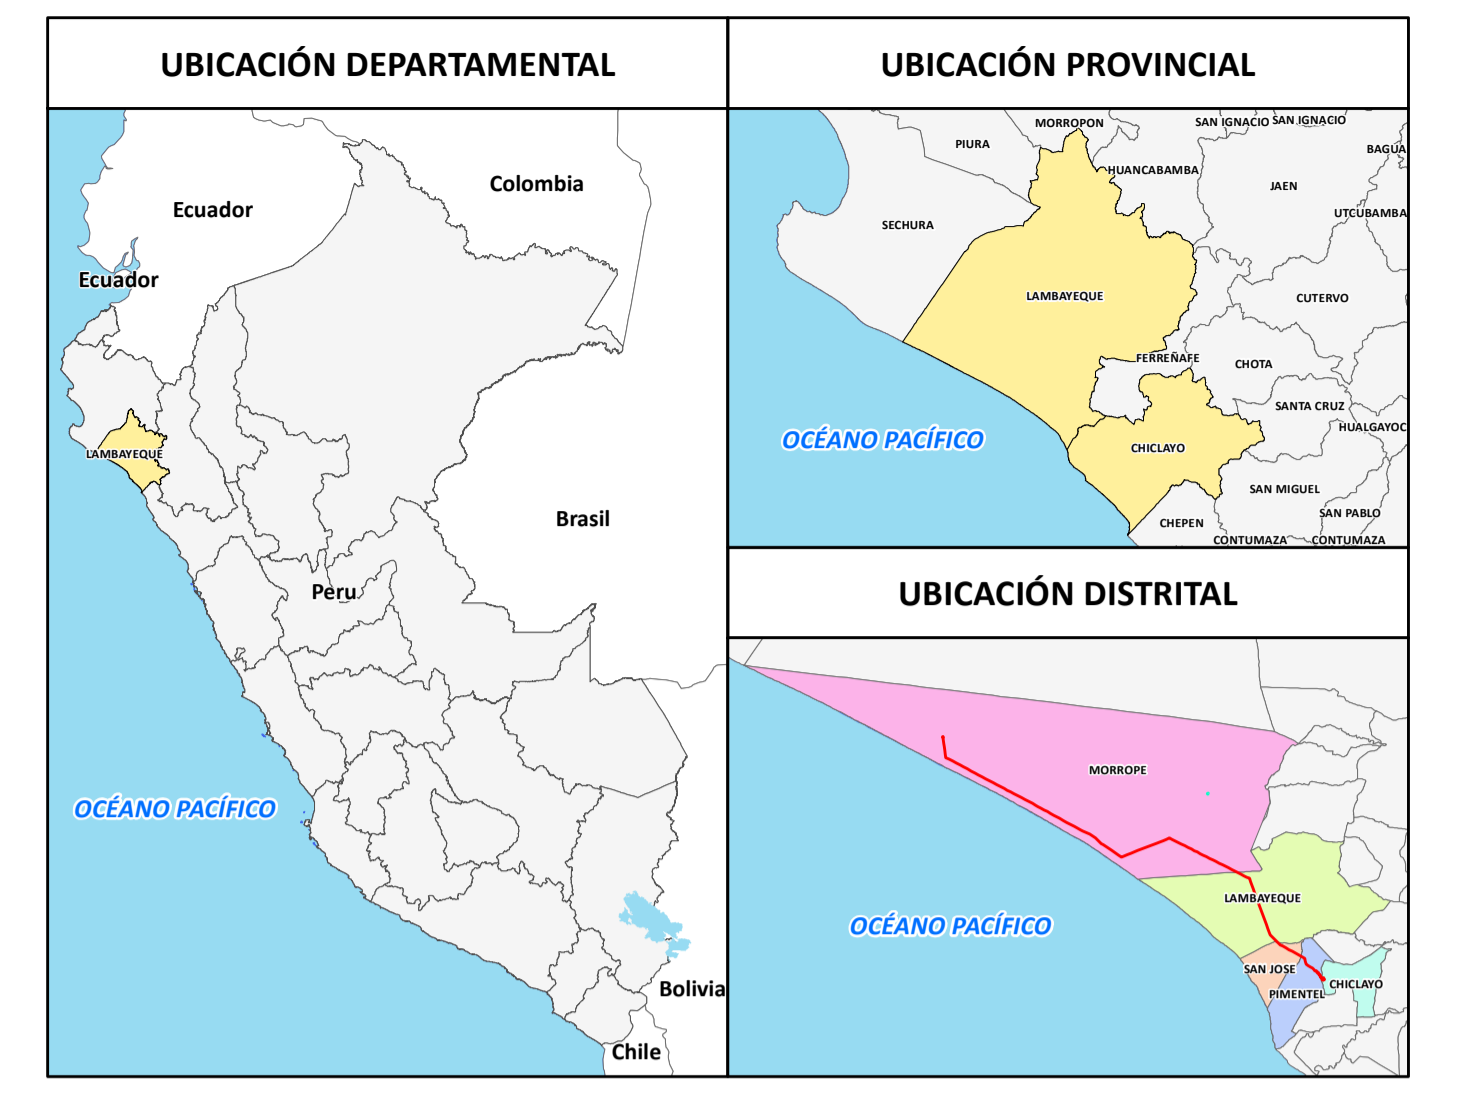 UBICACIÓN DEPARTAMENTAL
Colombia
Ecuador
Ecuador
LAMBAYEQUE
Brasil
Peru
OCÉANO PACÍFICO
Bolivia
Chile
UBICACIÓN PROVINCIAL
MORROPON
SAN IGNACIO
SAN IGNACIO
PIURA
BAGUA
HUANCABAMBA
JAEN
UTCUBAMBA
SECHURA
LAMBAYEQUE
CUTERVO
FERREÑAFE
CHOTA
SANTA CRUZ
HUALGAYOC
OCÉANO PACÍFICO
CHICLAYO
SAN MIGUEL
SAN PABLO
CHEPEN
CONTUMAZA
CONTUMAZA
UBICACIÓN DISTRITAL
MORROPE
LAMBAYEQUE
OCÉANO PACÍFICO
SAN JOSE
CHICLAYO
PIMENTEL